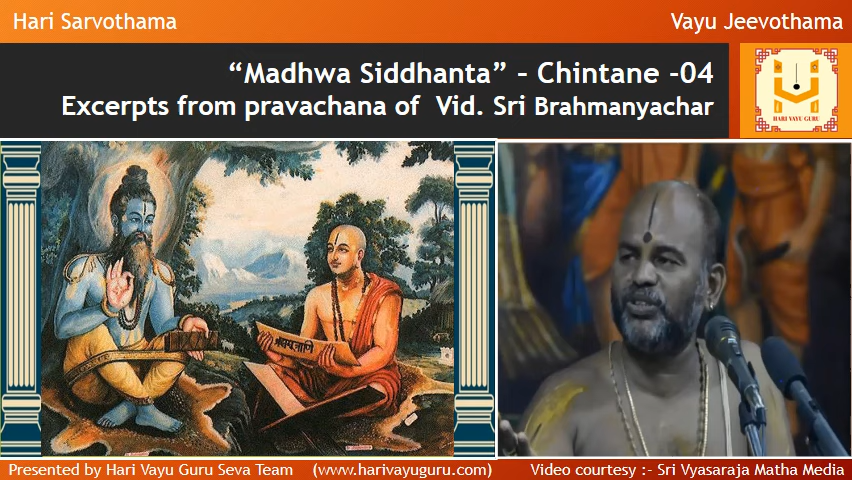 Hari Sarvothama
Vayu Jeevothama
“Madhwa Siddhanta” – Chintane -04
Excerpts from pravachana of Vid. Sri Brahmanyachar
HARI VAYU GURU
Presented by Hari Vayu Guru Seva Team (www.harivayuguru.com)
Video courtesy :- Sri Vyasaraja Matha Media